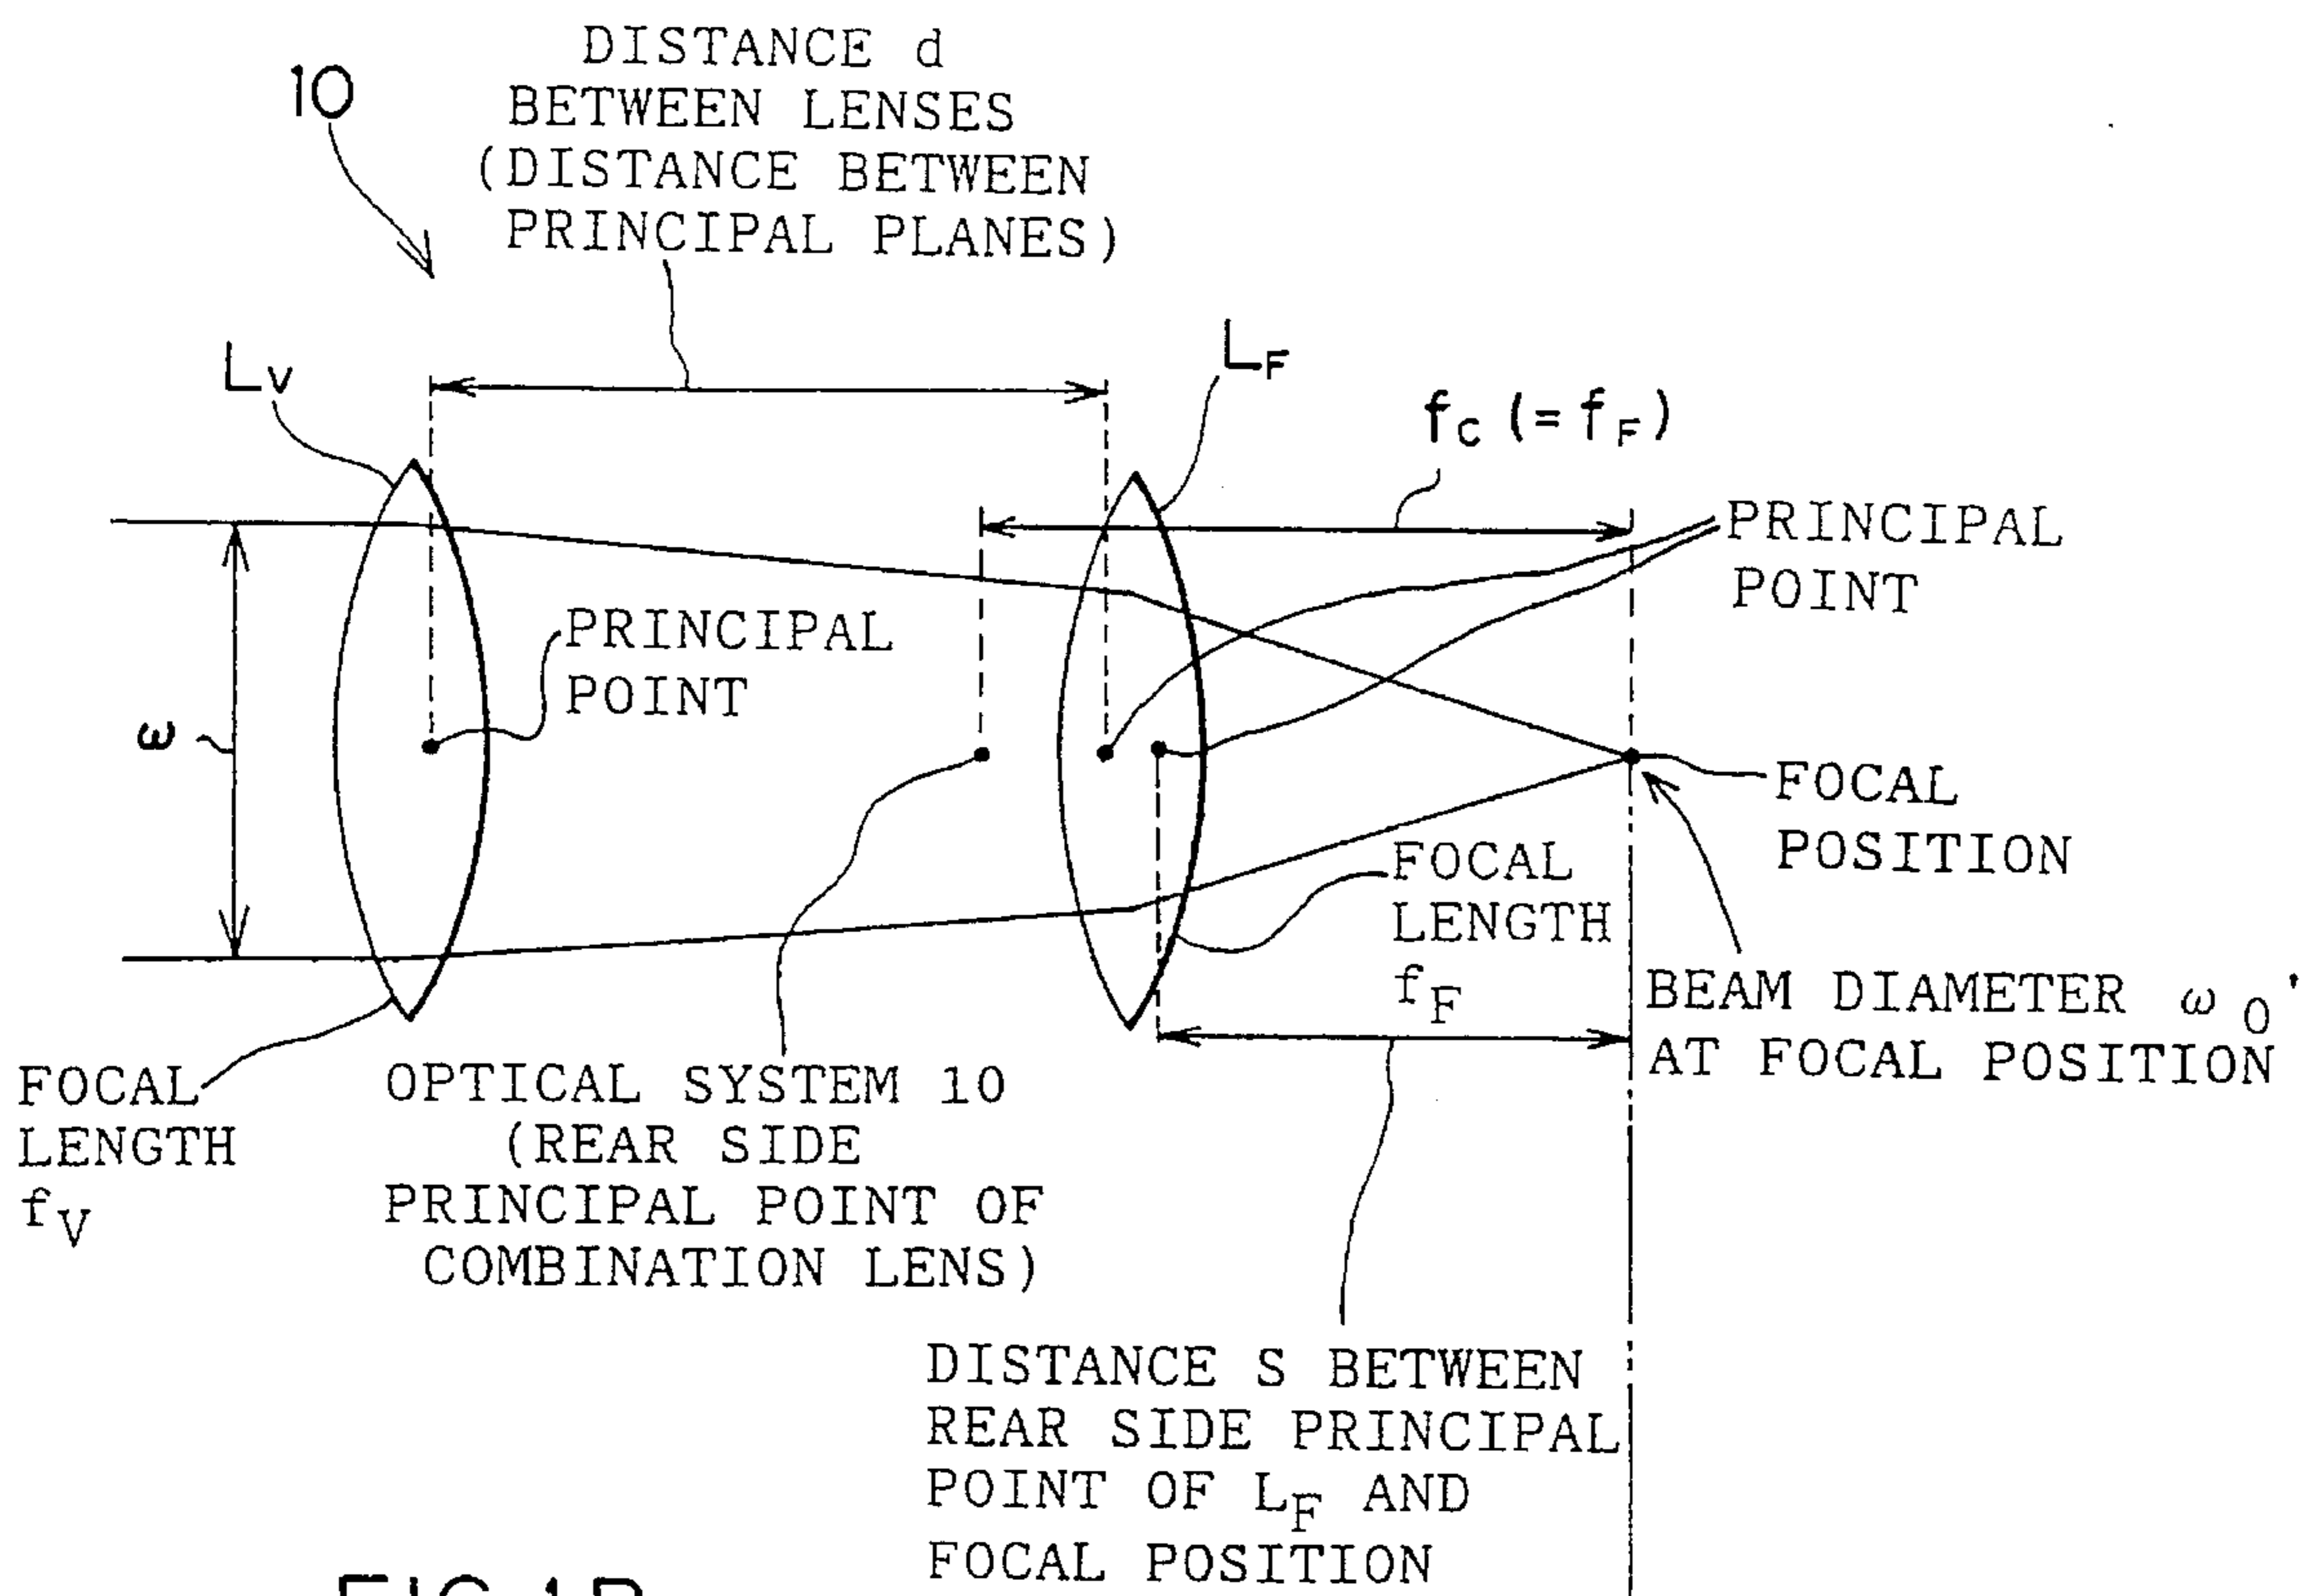 DISTANCE d
BETWEEN LENSES
(DISTANCE BETWEEN
PRINCIPAL PLANES)
10
LV
LF
fC (= fF)
PRINCIPAL
POINT
PRINCIPAL
POINT
ω
FOCAL
POSITION
FOCAL
LENGTH
fF
BEAM DIAMETER ω0'
AT FOCAL POSITION
FOCAL
LENGTH
fV
OPTICAL SYSTEM 10
(REAR SIDE
PRINCIPAL POINT OF
COMBINATION LENS)
DISTANCE S BETWEEN
REAR SIDE PRINCIPAL
POINT OF LF AND
FOCAL POSITION